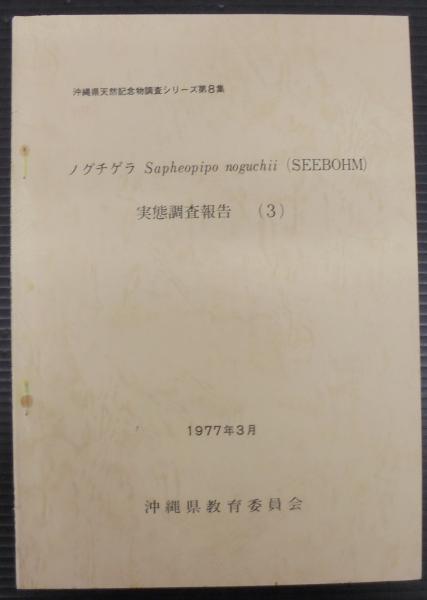 沖縄県天然記念物調査シリーズ第8集
ノグチゲラ Sapheopipo noguchii (SEEBOHM)
実態調査報告 (3)
1977年3月
沖縄県教育委員会